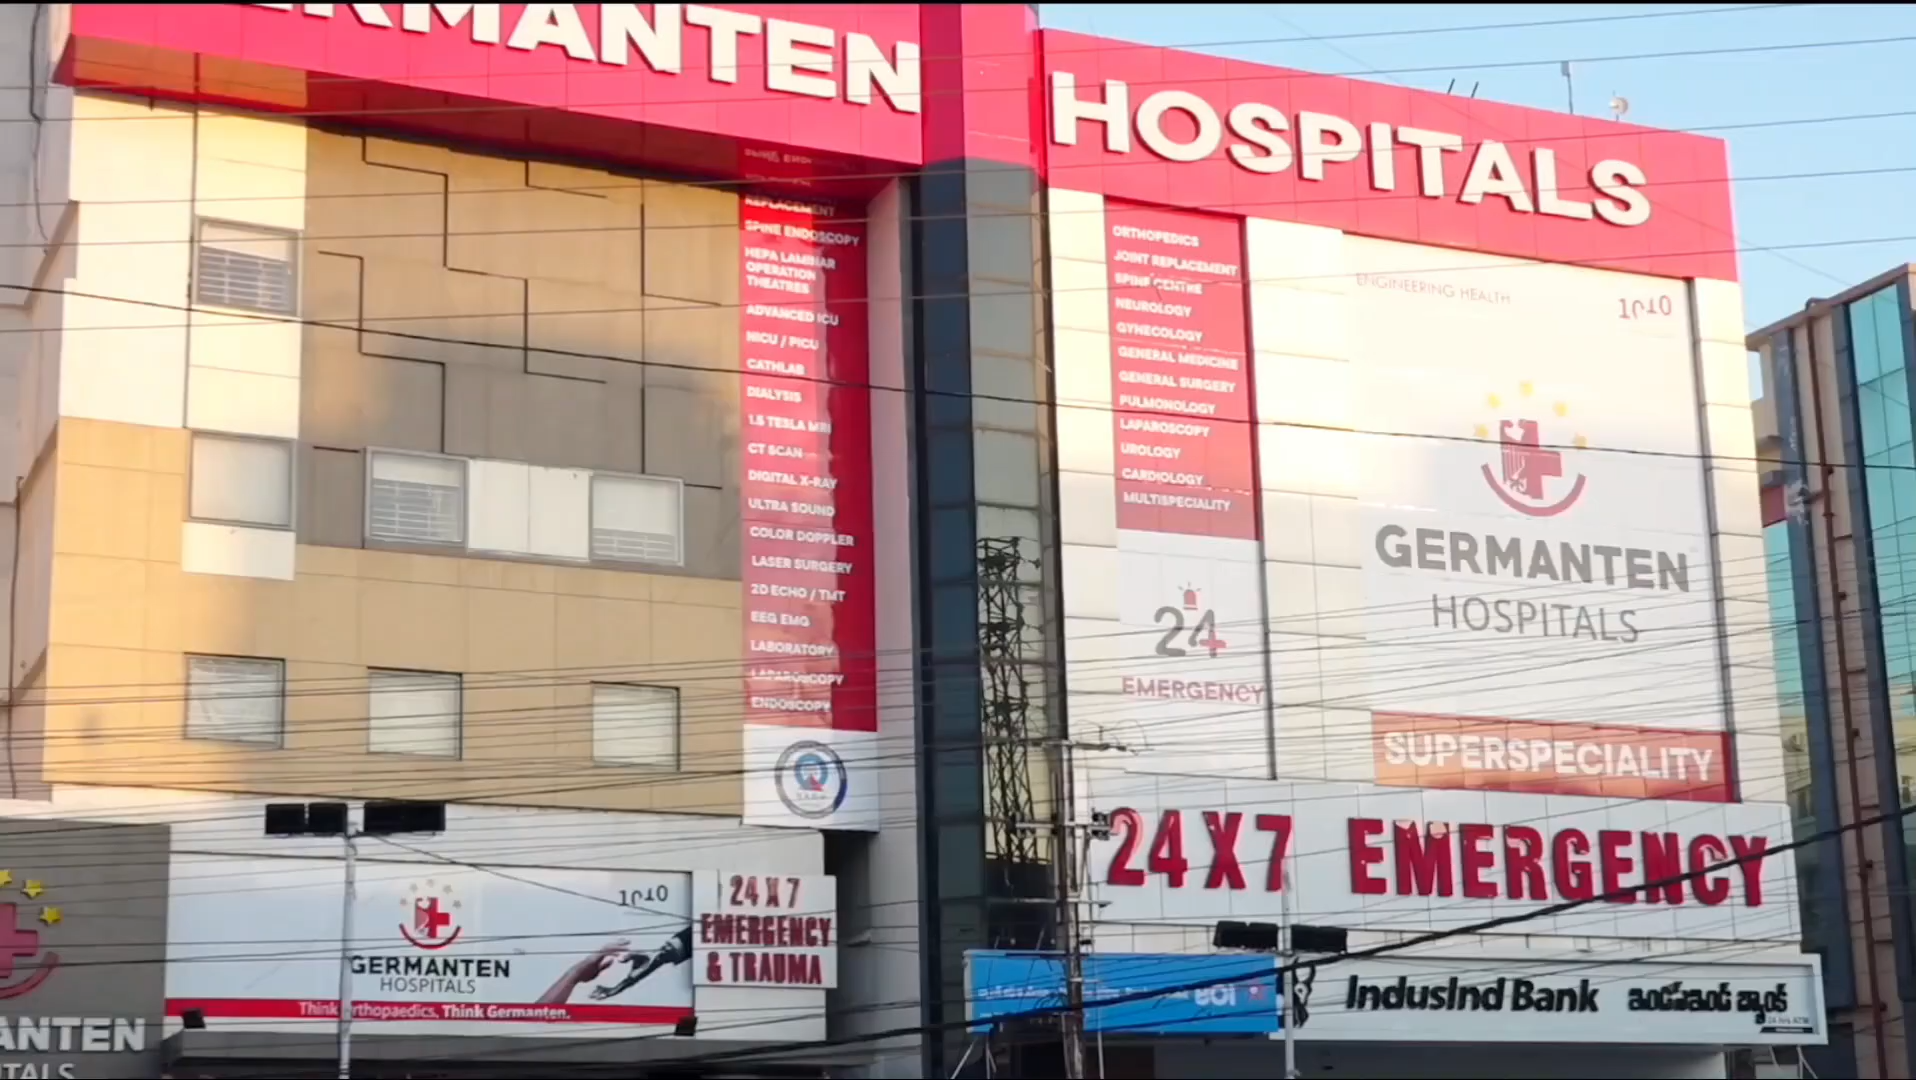 ERMANTEN
HOSPITALS
REPLACEMENT
SPINE ENDOSCOPY
HEPA LAMINAR
OPERATION
THEATRES
ADVANCED ICU
NICU / PICU
CATHLAB
DIALYSIS
1.5 TESLA MRI
CT SCAN
DIGITAL X-RAY
ULTRA SOUND
COLOR DOPPLER
LASER SURGERY
2D ECHO / TMT
EEG EMG
LABORATORY
LAPAROSCOPY
ENDOSCOPY
ORTHOPEDICS
JOINT REPLACEMENT
SPINE CENTRE
NEUROLOGY
GYNECOLOGY
GENERAL MEDICINE
GENERAL SURGERY
PULMONOLOGY
LAPAROSCOPY
UROLOGY
CARDIOLOGY
MULTISPECIALITY
24
EMERGENCY
ENGINEERING HEALTH
GERMANTEN
HOSPITALS
SUPERSPECIALITY
24 X 7 EMERGENCY
GERMANTEN
HOSPITALS
Think Orthopaedics, Think Germanten.
24 X 7
EMERGENCY
& TRAUMA
ANTEN
ITALS
BOI
IndusInd Bank